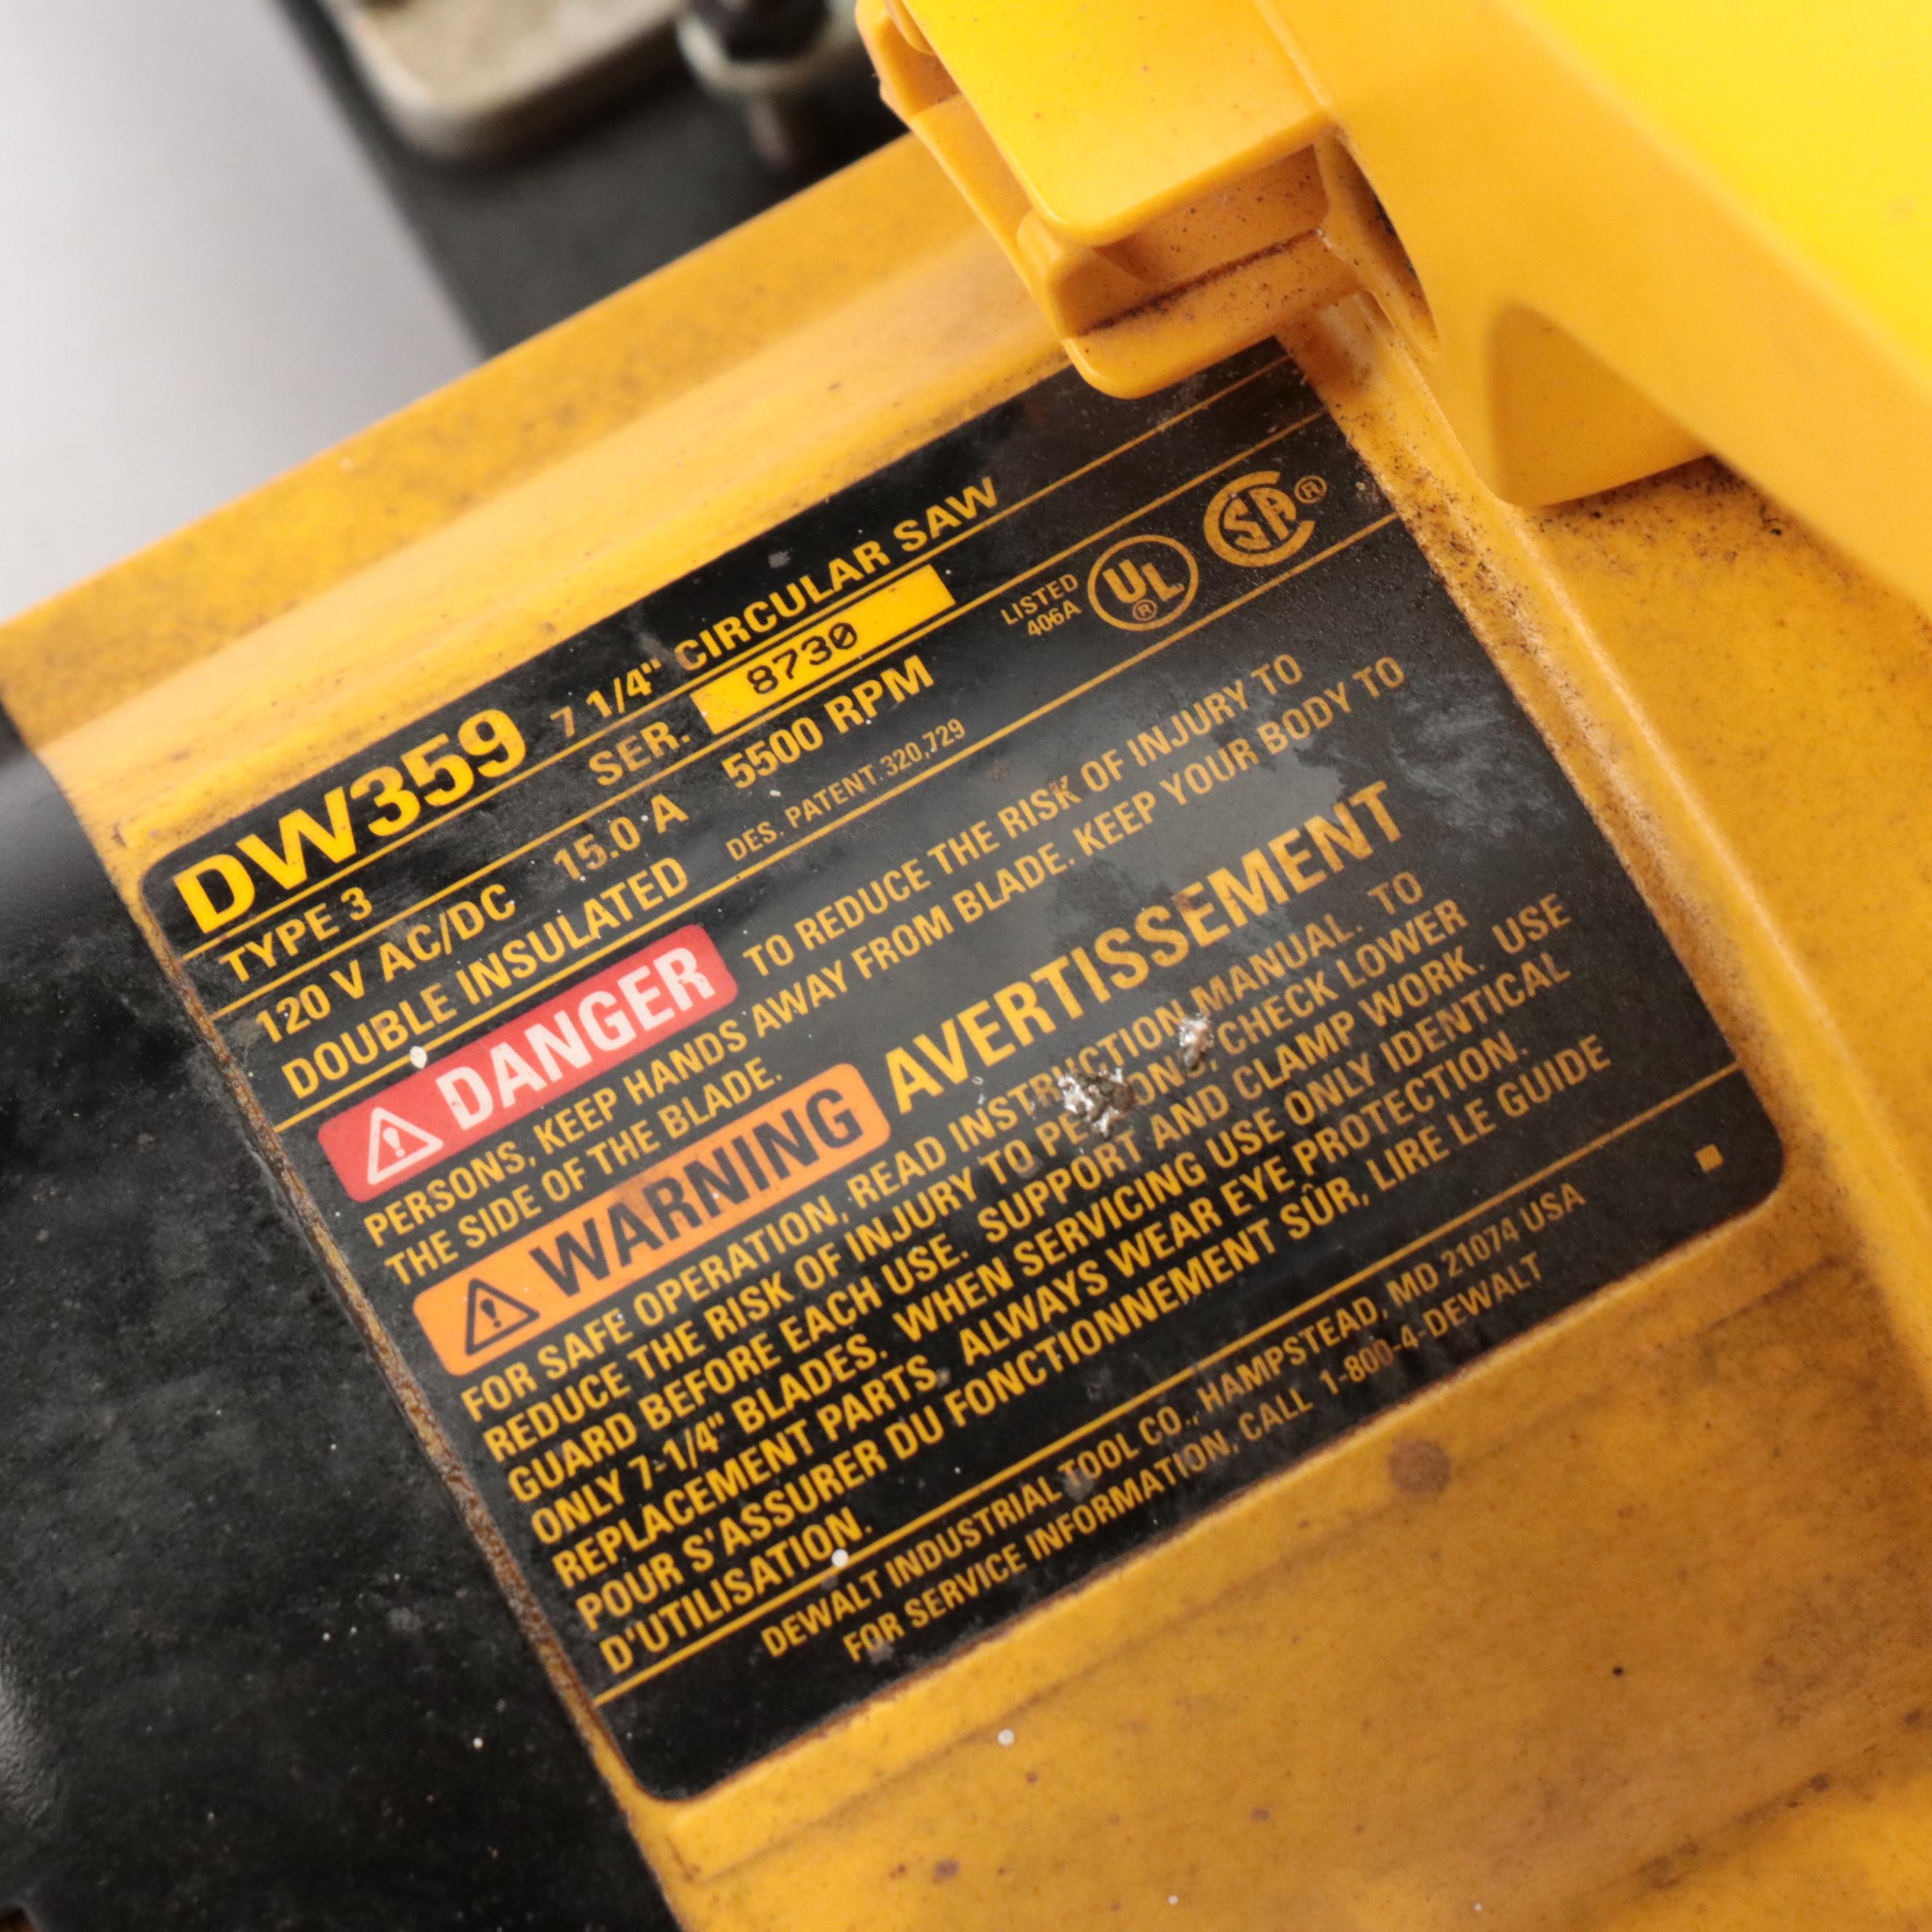 DW359 7 1/4" CIRCULAR SAW
TYPE 3 SER. 8730
120 V AC/DC 15.0 A 5500 RPM
DOUBLE INSULATED DES. PATENT 320,729
LISTED
406A
UL ®
CSA ®
DANGER TO REDUCE THE RISK OF INJURY TO
PERSONS, KEEP HANDS AWAY FROM BLADE. KEEP YOUR BODY TO
THE SIDE OF THE BLADE.
WARNING AVERTISSEMENT
FOR SAFE OPERATION, READ INSTRUCTION MANUAL. TO
REDUCE THE RISK OF INJURY TO PERSONS, CHECK LOWER
GUARD BEFORE EACH USE. SUPPORT AND CLAMP WORK. USE
ONLY 7-1/4" BLADES. WHEN SERVICING USE ONLY IDENTICAL
REPLACEMENT PARTS. ALWAYS WEAR EYE PROTECTION.
POUR S'ASSURER DU FONCTIONNEMENT SÛR, LIRE LE GUIDE
D'UTILISATION.
DEWALT INDUSTRIAL TOOL CO., HAMPSTEAD, MD 21074 USA
FOR SERVICE INFORMATION, CALL 1-800-4-DEWALT